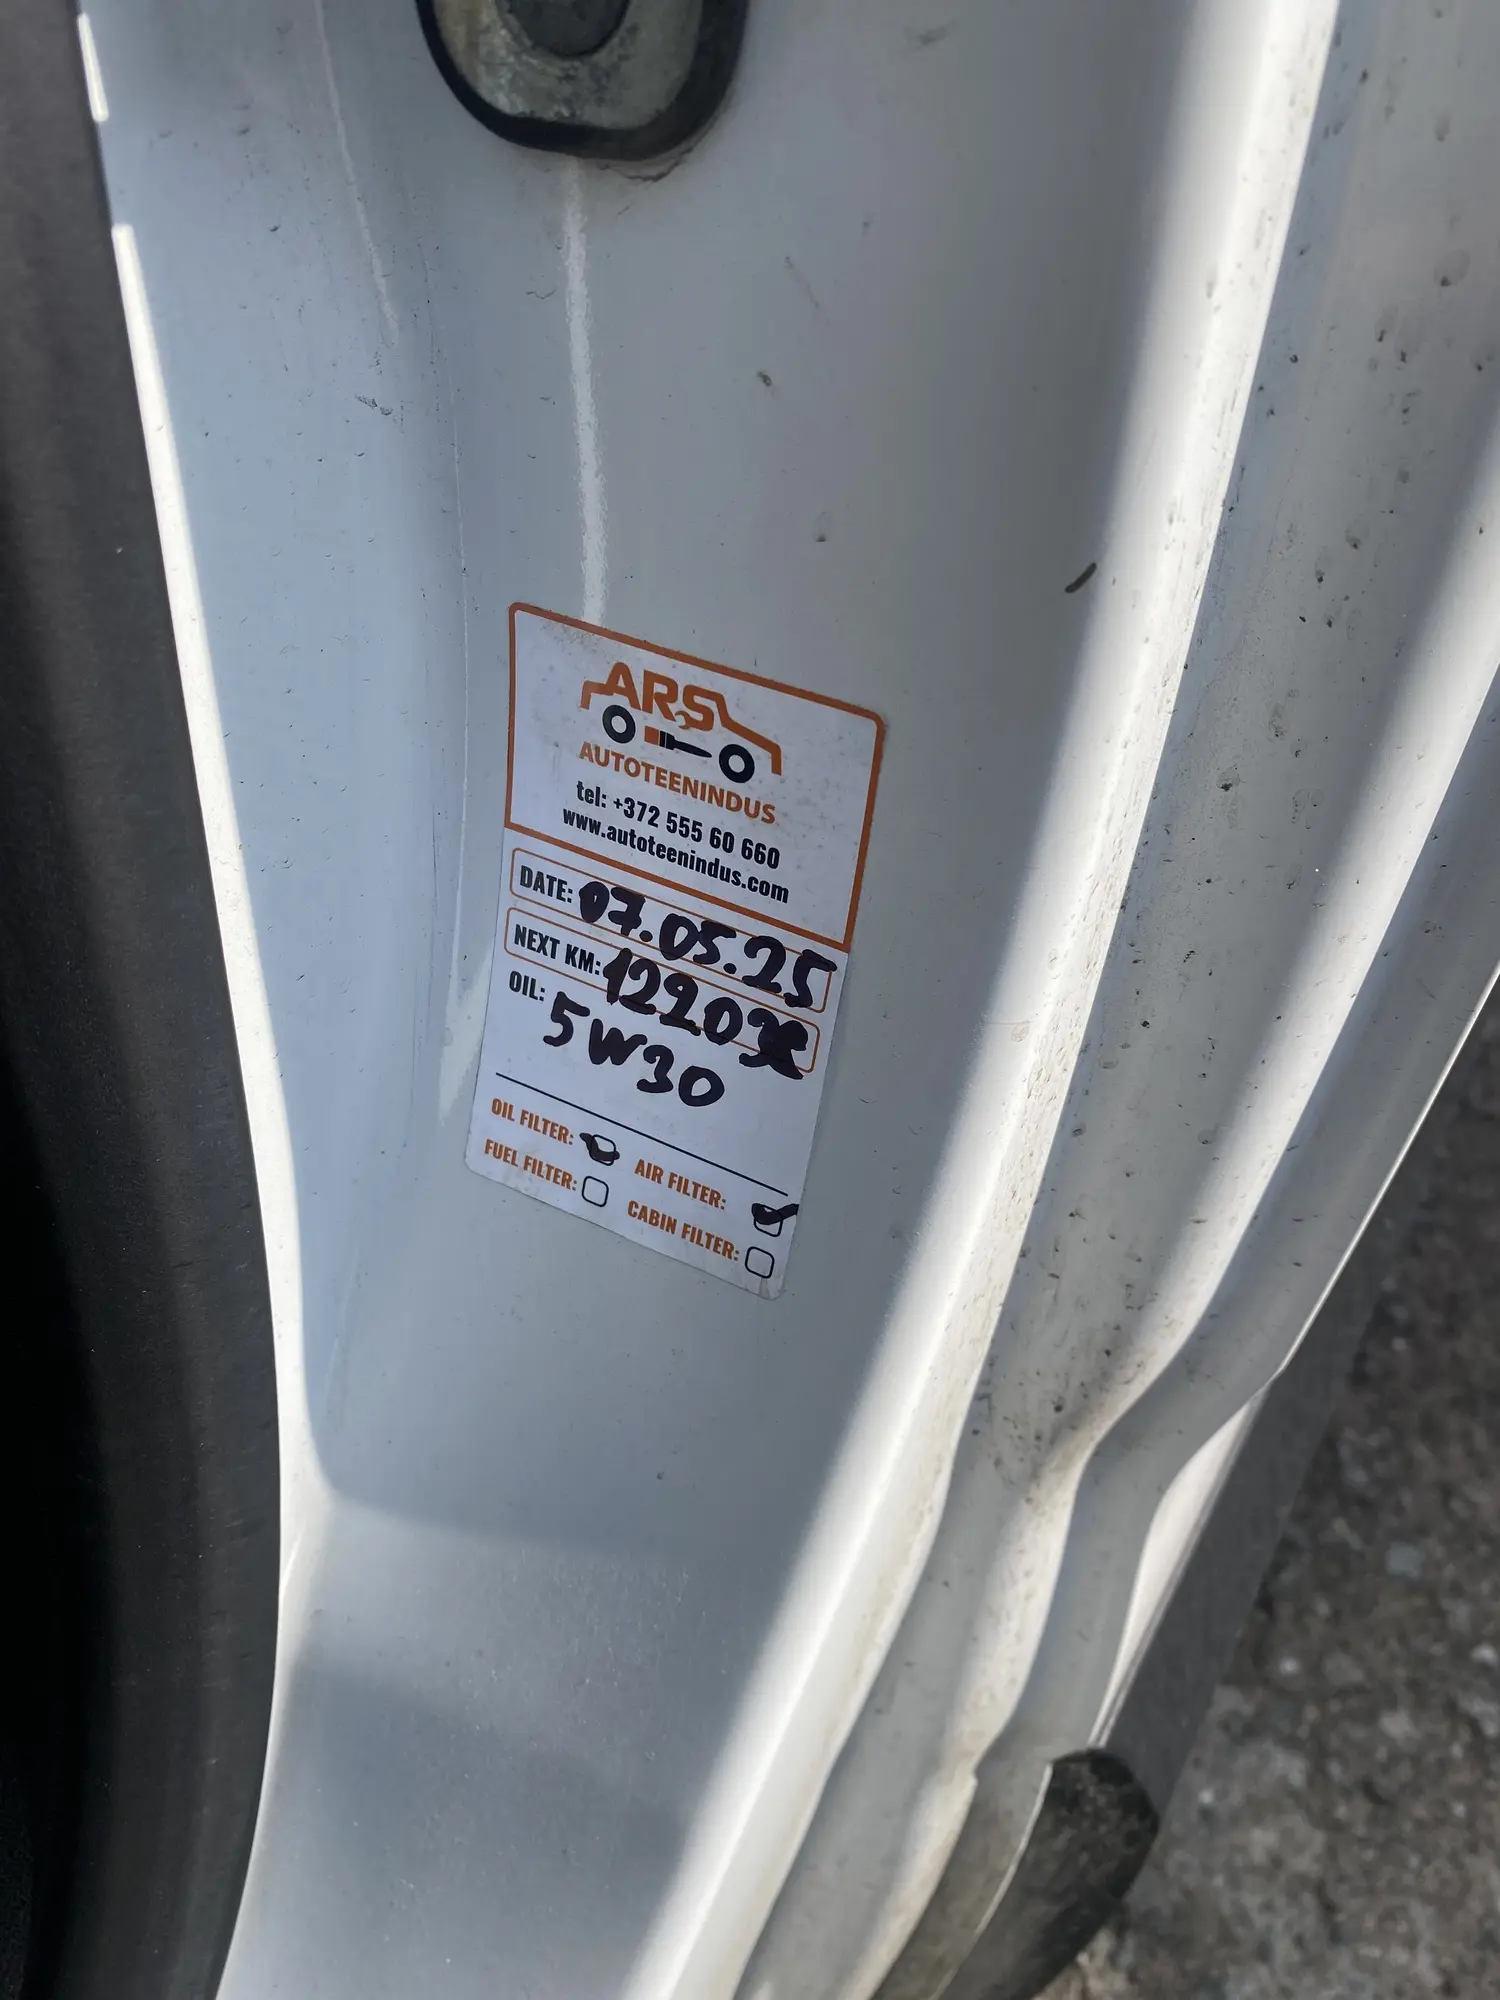 ARS
AUTOTEENINDUS
tel: +372 555 60 660
www.autoteenindus.com
DATE: 07.05.25
NEXT KM:
OIL: 5W30
OIL FILTER:
AIR FILTER:
FUEL FILTER:
CABIN FILTER: